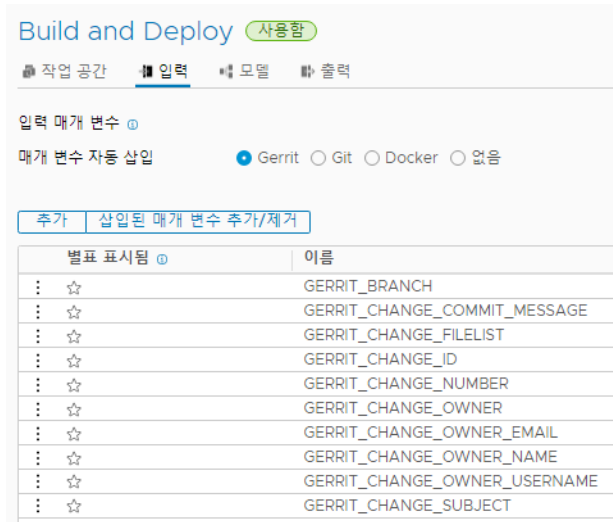 Build and Deploy 사용함
작업 공간 입력 모델 출력
입력 매개 변수
매개 변수 자동 삽입 Gerrit Git Docker 없음
추가 삽입된 매개 변수 추가/제거
별표 표시됨 이름
GERRIT_BRANCH
GERRIT_CHANGE_COMMIT_MESSAGE
GERRIT_CHANGE_FILELIST
GERRIT_CHANGE_ID
GERRIT_CHANGE_NUMBER
GERRIT_CHANGE_OWNER
GERRIT_CHANGE_OWNER_EMAIL
GERRIT_CHANGE_OWNER_NAME
GERRIT_CHANGE_OWNER_USERNAME
GERRIT_CHANGE_SUBJECT